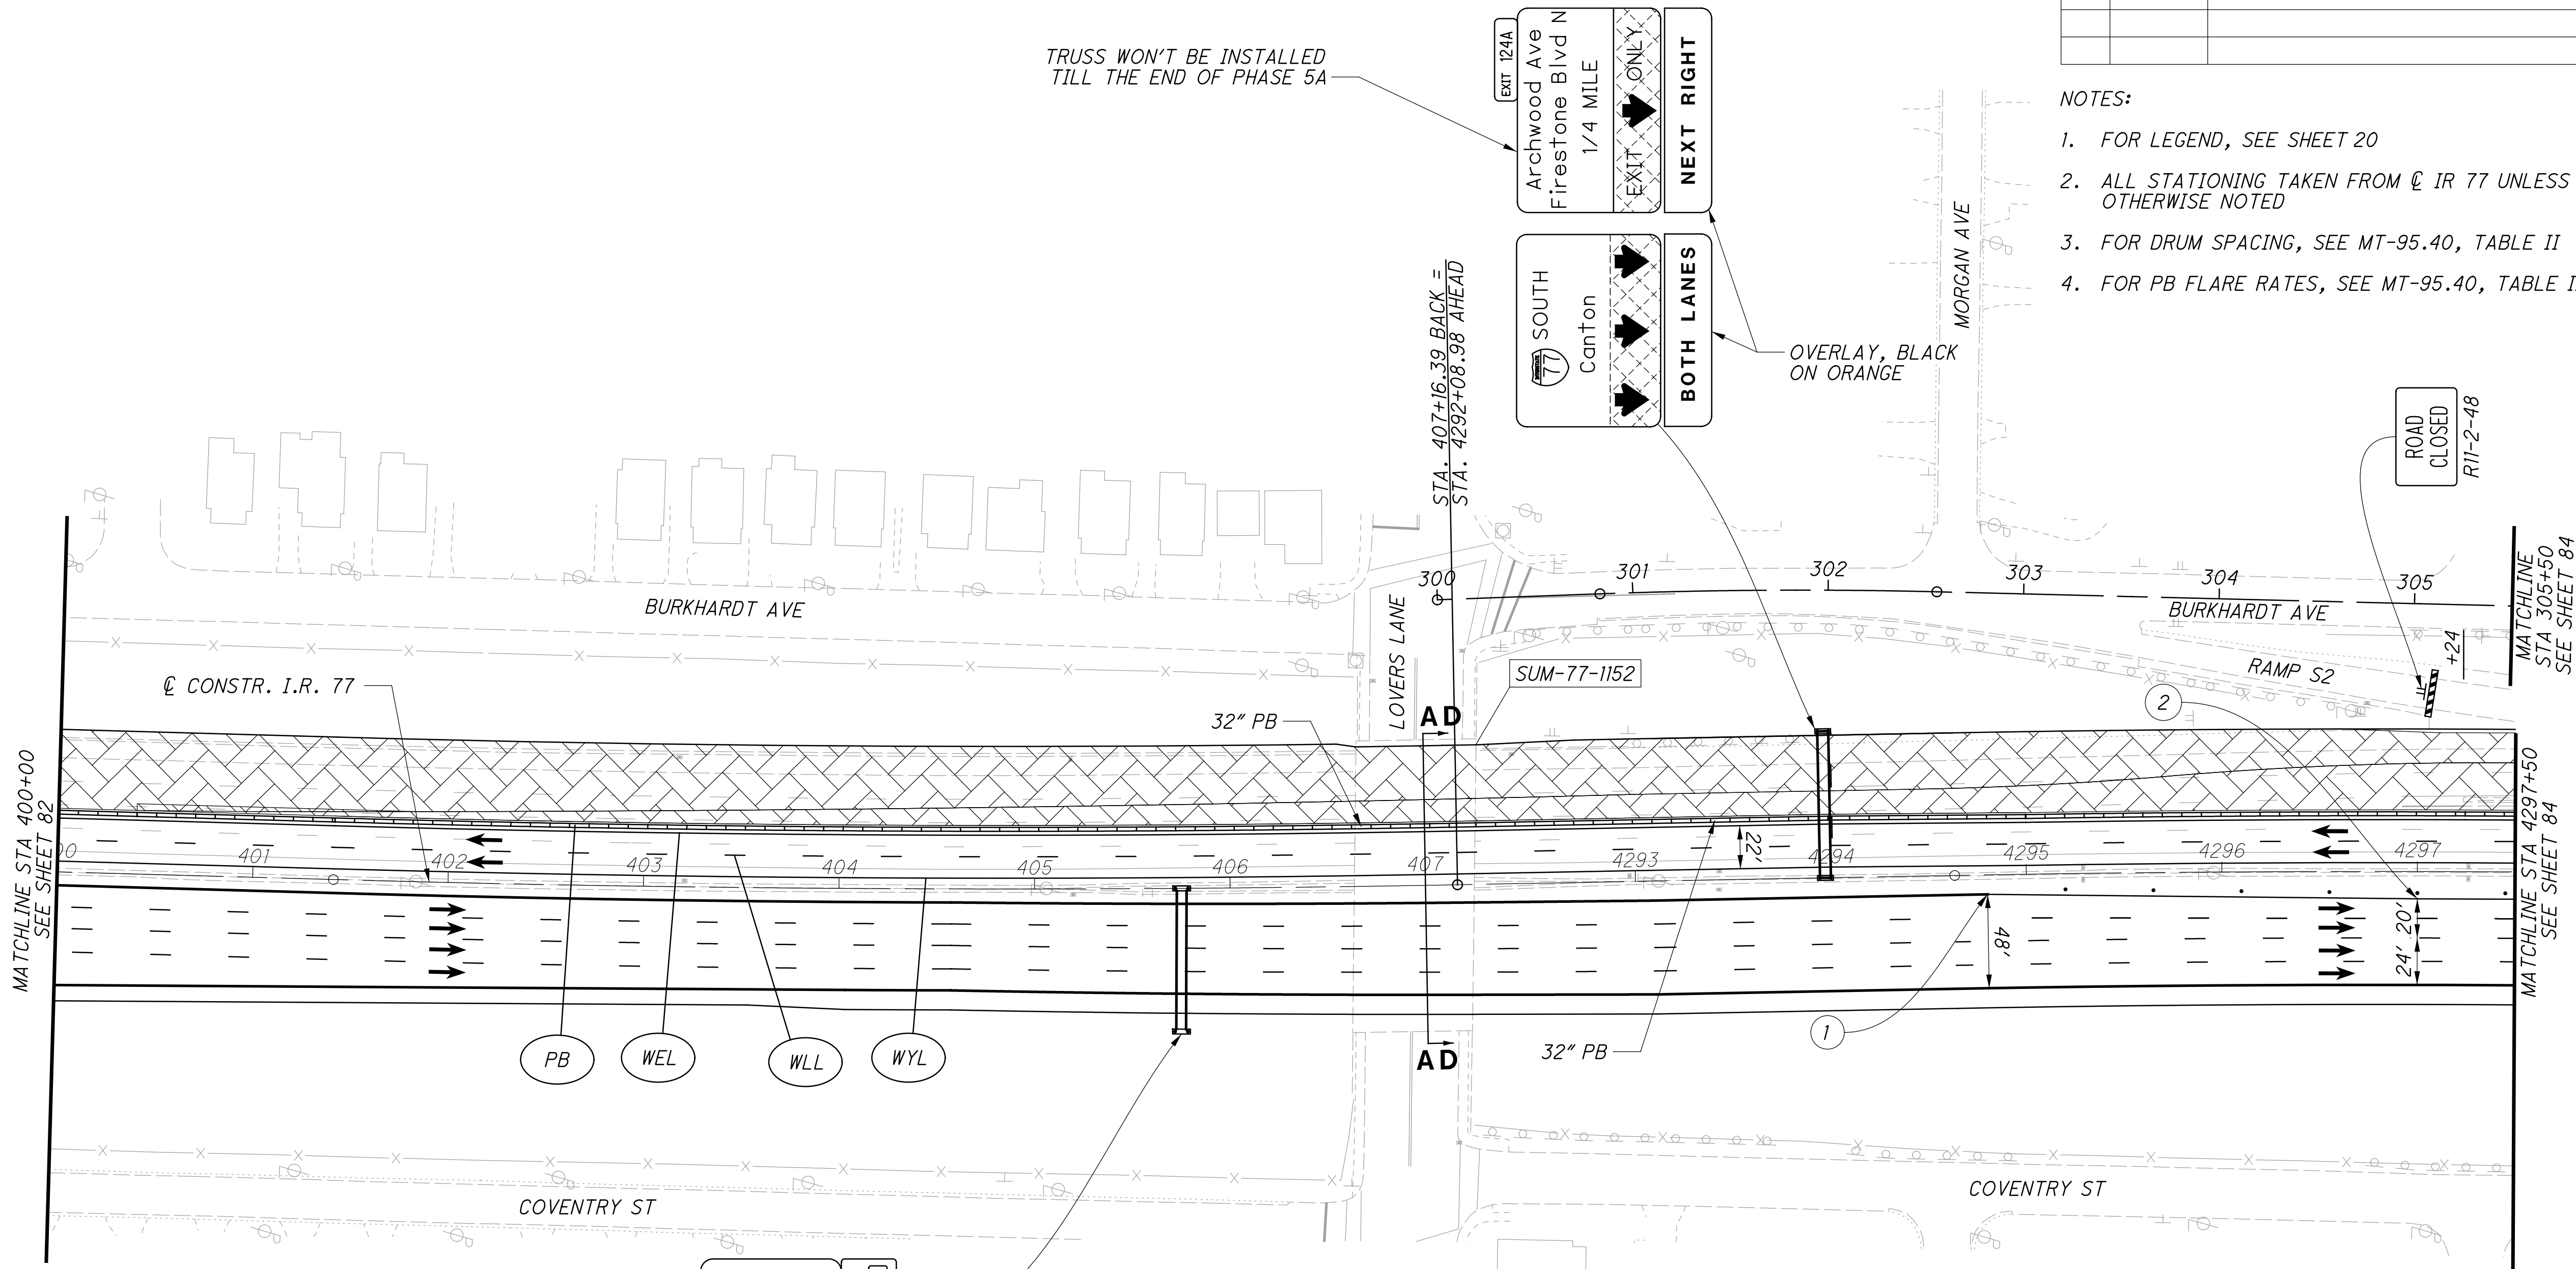 TRUSS WON'T BE INSTALLED
TILL THE END OF PHASE 5A
EXIT 124A
Archwood Ave
Firestone Blvd N
1/4 MILE
EXIT ONLY
NEXT RIGHT
INTERSTATE
77 SOUTH
Canton
BOTH LANES
OVERLAY, BLACK
ON ORANGE
STA. 407+16.39 BACK =
STA. 4292+08.98 AHEAD
MORGAN AVE
NOTES:
1. FOR LEGEND, SEE SHEET 20
2. ALL STATIONING TAKEN FROM ℄ IR 77 UNLESS
OTHERWISE NOTED
3. FOR DRUM SPACING, SEE MT-95.40, TABLE II
4. FOR PB FLARE RATES, SEE MT-95.40, TABLE
ROAD
CLOSED
R11-2-48
MATCHLINE
STA 305+50
SEE SHEET 84
300
301
302
303
304
305
BURKHARDT AVE
BURKHARDT AVE
LOVERS LANE
RAMP S2
+24
SUM-77-1152
℄ CONSTR. I.R. 77
32" PB
AD
2
MATCHLINE STA 400+00
SEE SHEET 82
00
401
402
403
404
405
406
407
4293
4294
4295
4296
4297
22'
48'
20'
24'
MATCHLINE STA 4297+50
SEE SHEET 84
PB
WEL
WLL
WYL
AD
32" PB
1
COVENTRY ST
COVENTRY ST